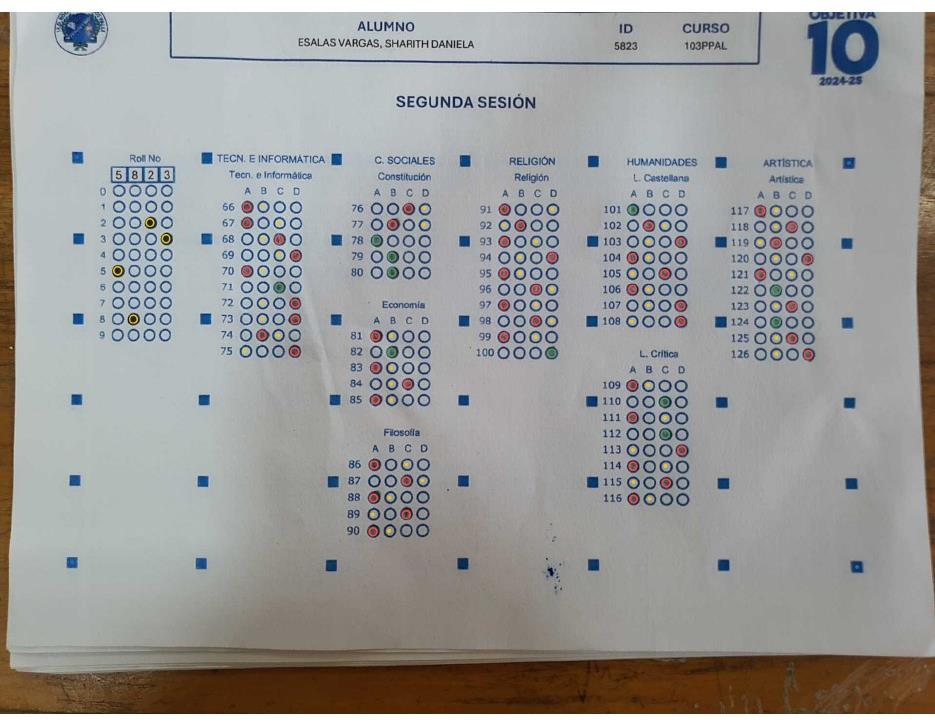 ALUMNO
ESALAS VARGAS, SHARITH DANIELA
ID
5823
CURSO
103PPAL
OBJETIVA
10
2024-25
SEGUNDA SESIÓN
Roll No
5 8 2 3
0
1
2
3
4
5
6
7
8
9
TECN. E INFORMÁTICA
Tecn. e Informática
A B C D
66
67
68
69
70
71
72
73
74
75
C. SOCIALES
Constitución
A B C D
76
77
78
79
80
Economía
A B C D
81
82
83
84
85
Filosofía
A B C D
86
87
88
89
90
RELIGIÓN
Religión
A B C D
91
92
93
94
95
96
97
98
99
100
HUMANIDADES
L. Castellana
A B C D
101
102
103
104
105
106
107
108
L. Crítica
A B C D
109
110
111
112
113
114
115
116
ARTÍSTICA
Artística
A B C D
117
118
119
120
121
122
123
124
125
126